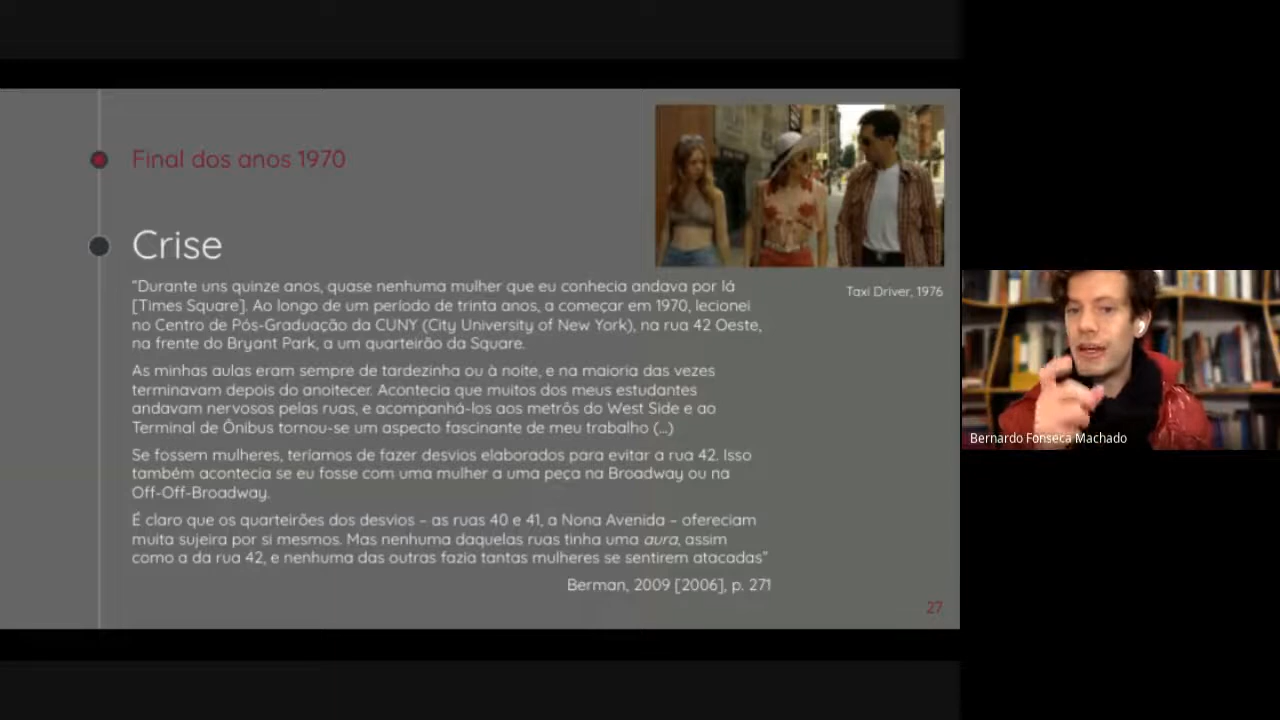 Final dos anos 1970
Crise
“Durante uns quinze anos, quase nenhuma mulher que eu conhecia andava por lá
[Times Square]. Ao longo de um período de trinta anos, a começar em 1970, lecionei
no Centro de Pós-Graduação da CUNY (City University of New York), na rua 42 Oeste,
na frente do Bryant Park, a um quarteirão da Square.
As minhas aulas eram sempre de tardezinha ou à noite, e na maioria das vezes
terminavam depois do anoitecer. Acontecia que muitos dos meus estudantes
andavam nervosos pelas ruas, e acompanhá-los aos metrôs do West Side e ao
Terminal de Ônibus tornou-se um aspecto fascinante de meu trabalho (...)
Se fossem mulheres, teríamos de fazer desvios elaborados para evitar a rua 42. Isso
também acontecia se eu fosse com uma mulher a uma peça na Broadway ou na
Off-Off-Broadway.
É claro que os quarteirões dos desvios – as ruas 40 e 41, a Nona Avenida – ofereciam
muita sujeira por si mesmos. Mas nenhuma daquelas ruas tinha uma aura, assim
como a da rua 42, e nenhuma das outras fazia tantas mulheres se sentirem atacadas”
Berman, 2009 [2006], p. 271
Taxi Driver, 1976
27
Bernardo Fonseca Machado